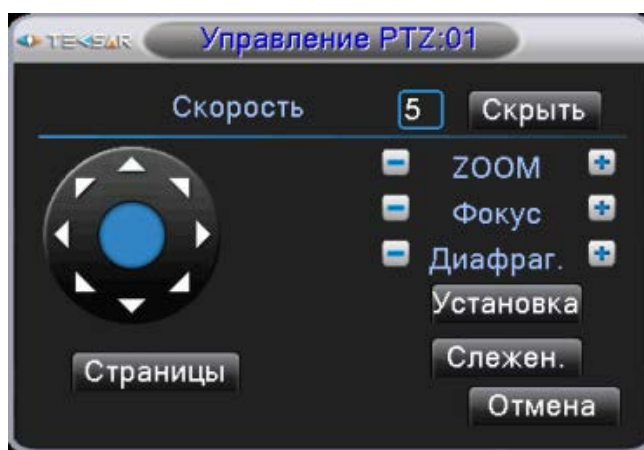 TEKSAR Управление PTZ:01
Скорость 5 Скрыть
ZOOM
Фокус
Диафраг.
Установка
Страницы Слежен.
Отмена